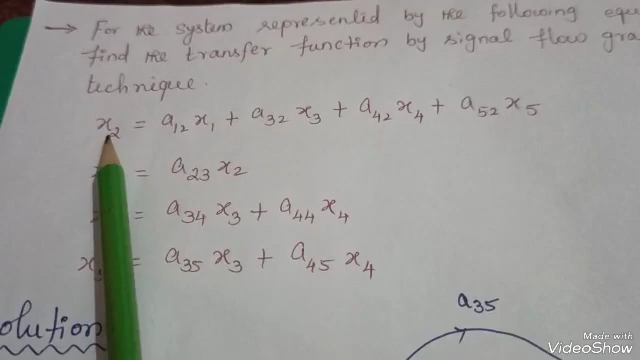 → For the system represented by the following equ
find the transfer function by signal flow gra
technique.
x₂ = a₁₂ x₁ + a₃₂ x₃ + a₄₂ x₄ + a₅₂ x₅
= a₂₃ x₂
= a₃₄ x₃ + a₄₄ x₄
x = a₃₅ x₃ + a₄₅ x₄
olution
a₃₅
Made with
VideoShow